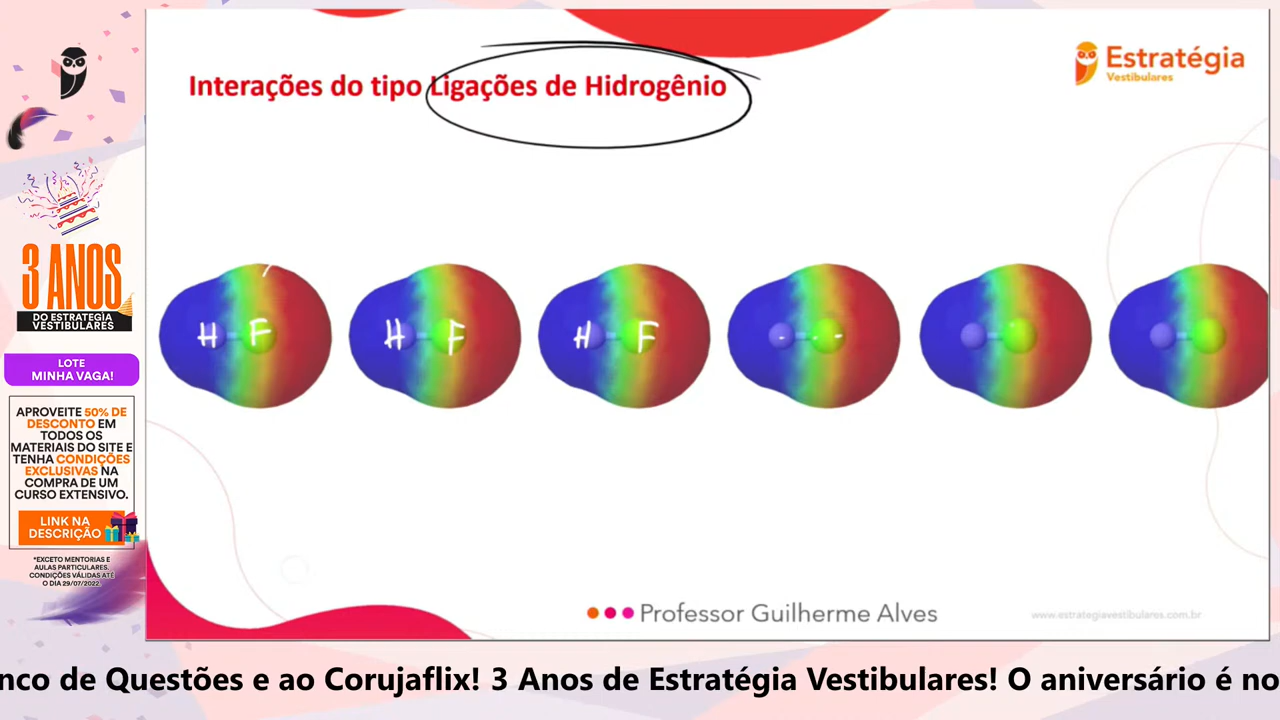 Interações do tipo Ligações de Hidrogênio
Estratégia
Vestibulares
H F
H F
H F
3 ANOS
DO ESTRATÉGIA
VESTIBULARES
LOTE
MINHA VAGA!
APROVEITE 50% DE
DESCONTO EM
TODOS OS
MATERIAIS DO SITE E
TENHA CONDIÇÕES
EXCLUSIVAS NA
COMPRA DE UM
CURSO EXTENSIVO.
LINK NA
DESCRIÇÃO
*EXCETO MENTORIAS E
AULAS PARTICULARES.
CONDIÇÕES VÁLIDAS ATÉ
O DIA 29/07/2022.
Professor Guilherme Alves
www.estrategiavestibulares.com.br
nco de Questões e ao Corujaflix! 3 Anos de Estratégia Vestibulares! O aniversário é no